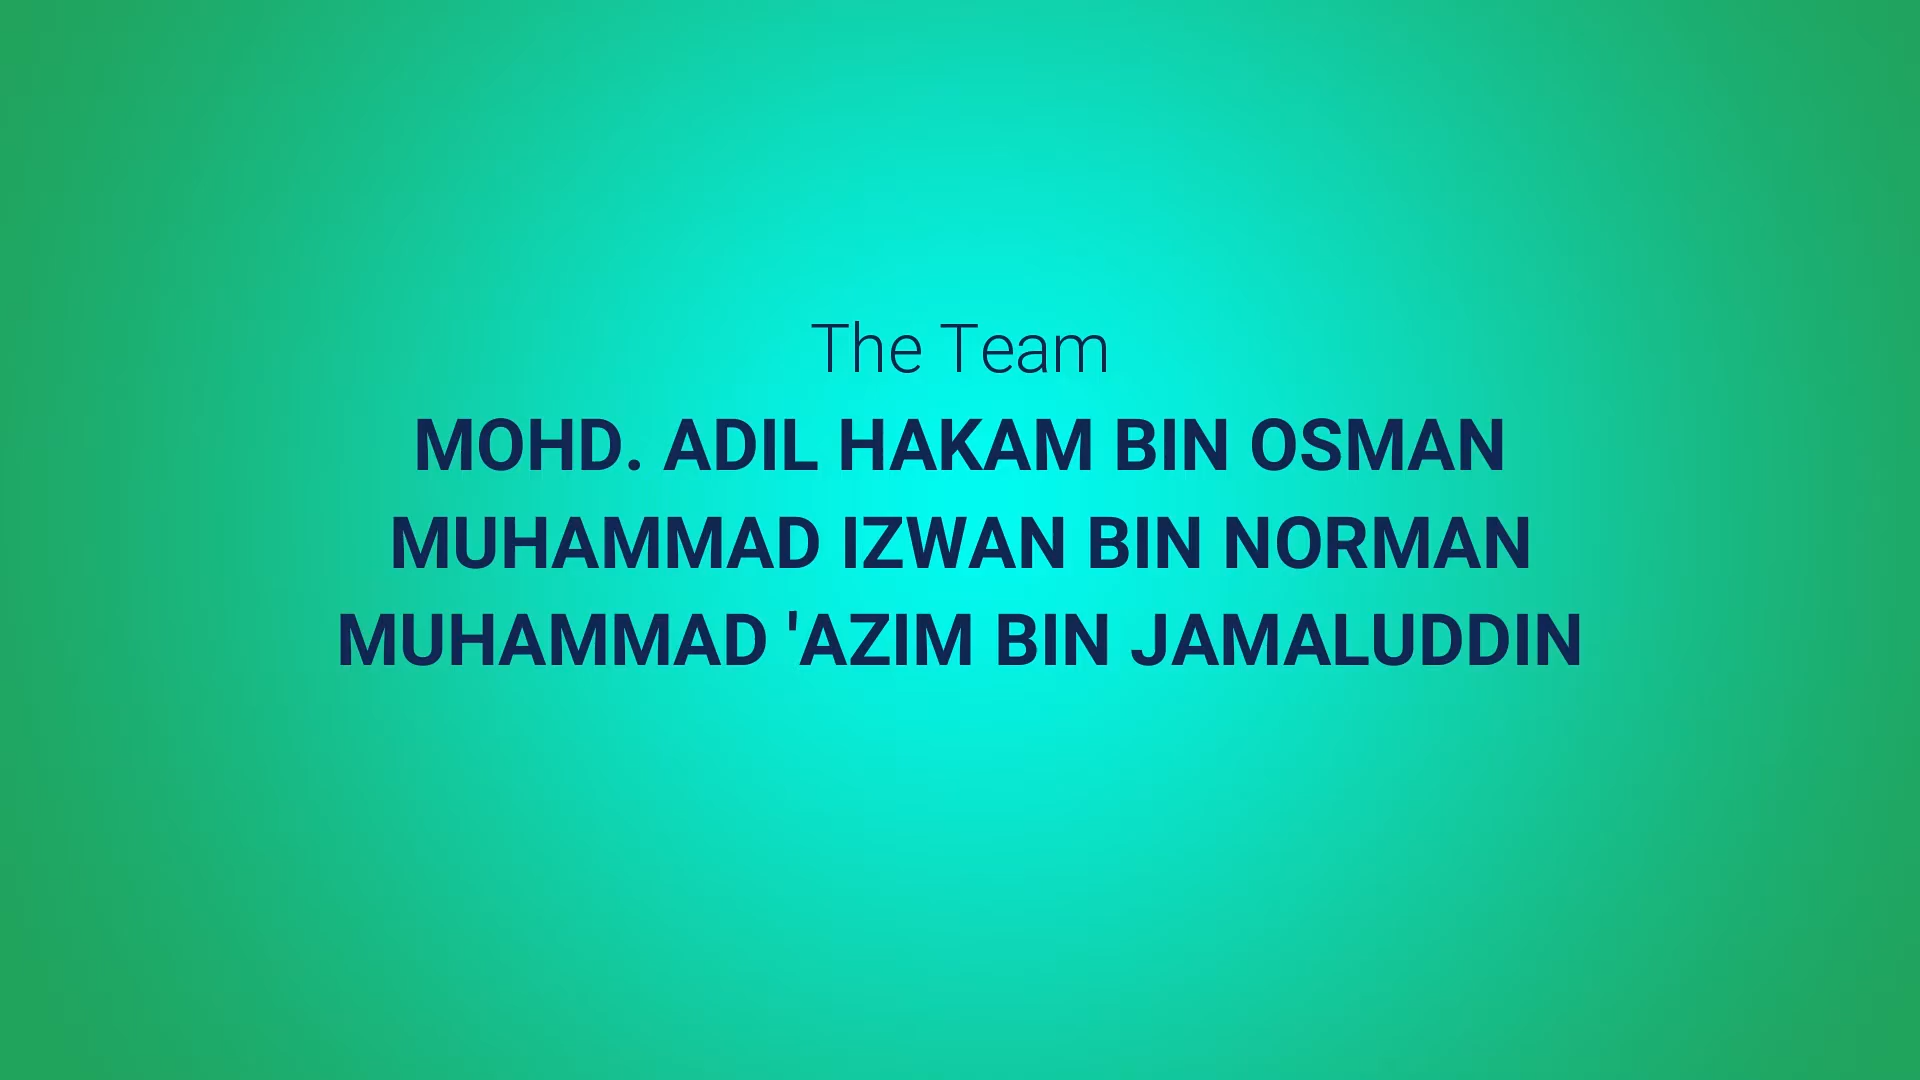 The Team
MOHD. ADIL HAKAM BIN OSMAN
MUHAMMAD IZWAN BIN NORMAN
MUHAMMAD 'AZIM BIN JAMALUDDIN